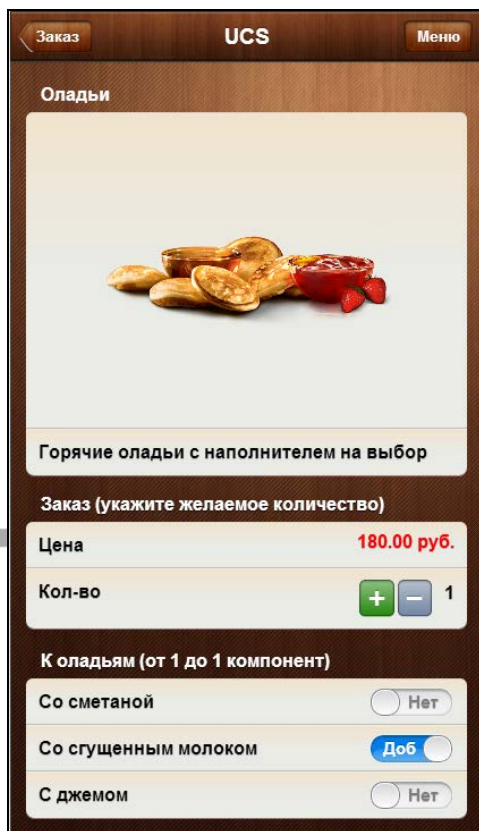 Заказ UCS Меню
Оладьи
Горячие оладьи с наполнителем на выбор
Заказ (укажите желаемое количество)
Цена 180.00 руб.
Кол-во + − 1
К оладьям (от 1 до 1 компонент)
Со сметаной Нет
Со сгущенным молоком Доб
С джемом Нет